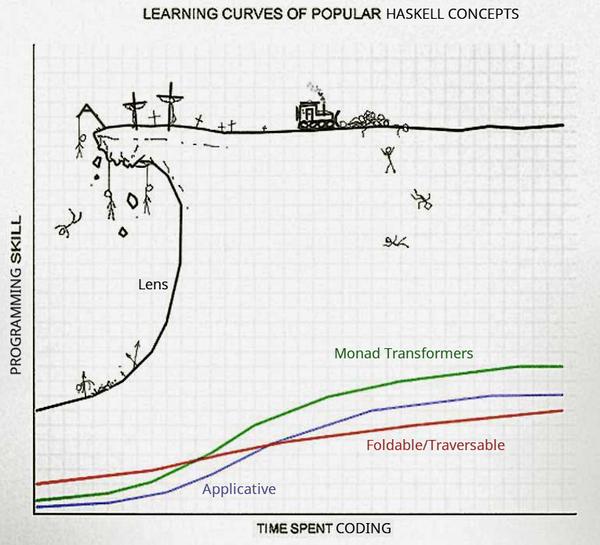 LEARNING CURVES OF POPULAR HASKELL CONCEPTS
PROGRAMMING SKILL
Lens
Monad Transformers
Foldable/Traversable
Applicative
TIME SPENT CODING